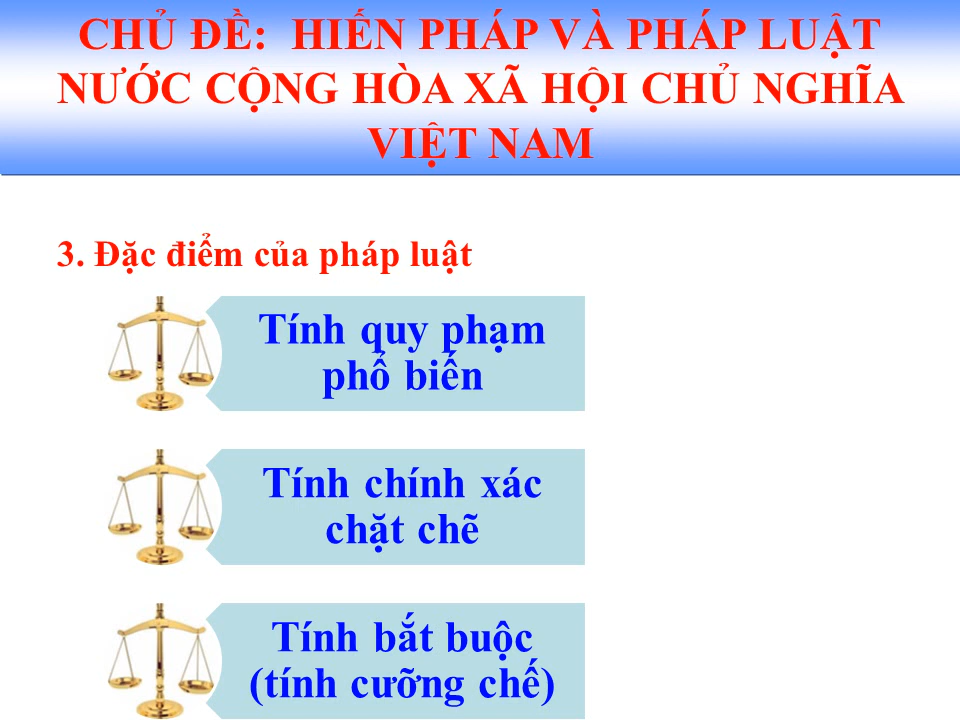 CHỦ ĐỀ: HIẾN PHÁP VÀ PHÁP LUẬT
NƯỚC CỘNG HÒA XÃ HỘI CHỦ NGHĨA
VIỆT NAM
3. Đặc điểm của pháp luật
Tính quy phạm
phổ biến
Tính chính xác
chặt chẽ
Tính bắt buộc
(tính cưỡng chế)